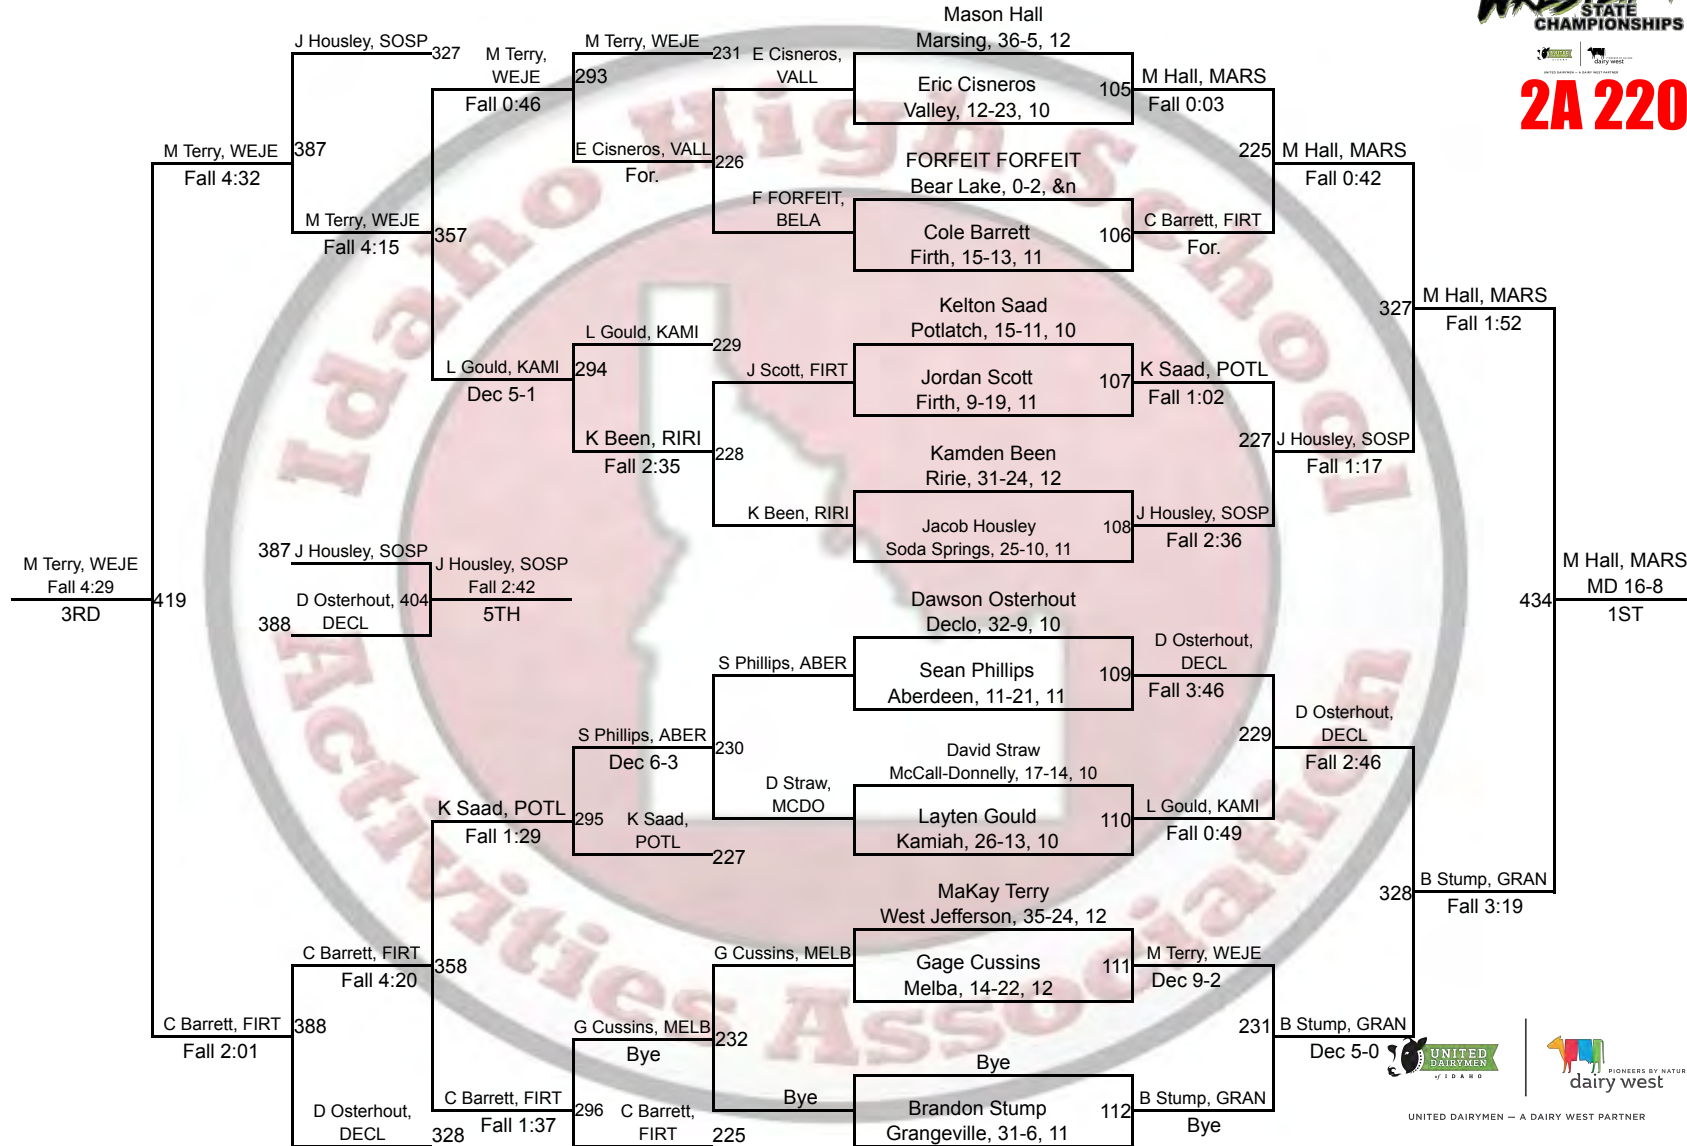 STATE
CHAMPIONSHIPS
dairy west
2A 220
Idaho High School
Activities Association
Mason Hall
Marsing, 36-5, 12
Eric Cisneros
Valley, 12-23, 10
105
FORFEIT FORFEIT
Bear Lake, 0-2, &n
Cole Barrett
Firth, 15-13, 11
106
Kelton Saad
Potlatch, 15-11, 10
Jordan Scott
Firth, 9-19, 11
107
Kamden Been
Ririe, 31-24, 12
Jacob Housley
Soda Springs, 25-10, 11
108
Dawson Osterhout
Declo, 32-9, 10
Sean Phillips
Aberdeen, 11-21, 11
109
David Straw
McCall-Donnelly, 17-14, 10
Layten Gould
Kamiah, 26-13, 10
110
MaKay Terry
West Jefferson, 35-24, 12
Gage Cussins
Melba, 14-22, 12
111
Bye
Brandon Stump
Grangeville, 31-6, 11
112
M Hall, MARS
Fall 0:03
C Barrett, FIRT
For.
225
K Saad, POTL
Fall 1:02
J Housley, SOSP
Fall 2:36
227
D Osterhout,
DECL
Fall 3:46
L Gould, KAMI
Fall 0:49
229
M Terry, WEJE
Dec 9-2
B Stump, GRAN
Bye
231
M Hall, MARS
Fall 0:42
J Housley, SOSP
Fall 1:17
327
D Osterhout,
DECL
Fall 2:46
B Stump, GRAN
Dec 5-0
328
M Hall, MARS
Fall 1:52
B Stump, GRAN
Fall 3:19
434
M Hall, MARS
MD 16-8
1ST
E Cisneros,
VALL
F FORFEIT,
BELA
226
J Scott, FIRT
K Been, RIRI
228
S Phillips, ABER
D Straw,
MCDO
230
G Cussins, MELB
Bye
232
M Terry, WEJE
231
E Cisneros, VALL
For.
293
L Gould, KAMI
229
K Been, RIRI
Fall 2:35
294
S Phillips, ABER
Dec 6-3
K Saad,
POTL
227
295
G Cussins, MELB
Bye
C Barrett,
FIRT
225
296
M Terry,
WEJE
Fall 0:46
L Gould, KAMI
Dec 5-1
357
K Saad, POTL
Fall 1:29
C Barrett, FIRT
Fall 1:37
358
J Housley, SOSP
327
M Terry, WEJE
Fall 4:15
387
C Barrett, FIRT
Fall 4:20
D Osterhout,
DECL
328
388
M Terry, WEJE
Fall 4:32
C Barrett, FIRT
Fall 2:01
419
M Terry, WEJE
Fall 4:29
3RD
387
J Housley, SOSP
388
D Osterhout,
DECL
404
J Housley, SOSP
Fall 2:42
5TH
UNITED
DAIRYMEN
of IDAHO
PIONEERS BY NATUR
dairy west
UNITED DAIRYMEN — A DAIRY WEST PARTNER